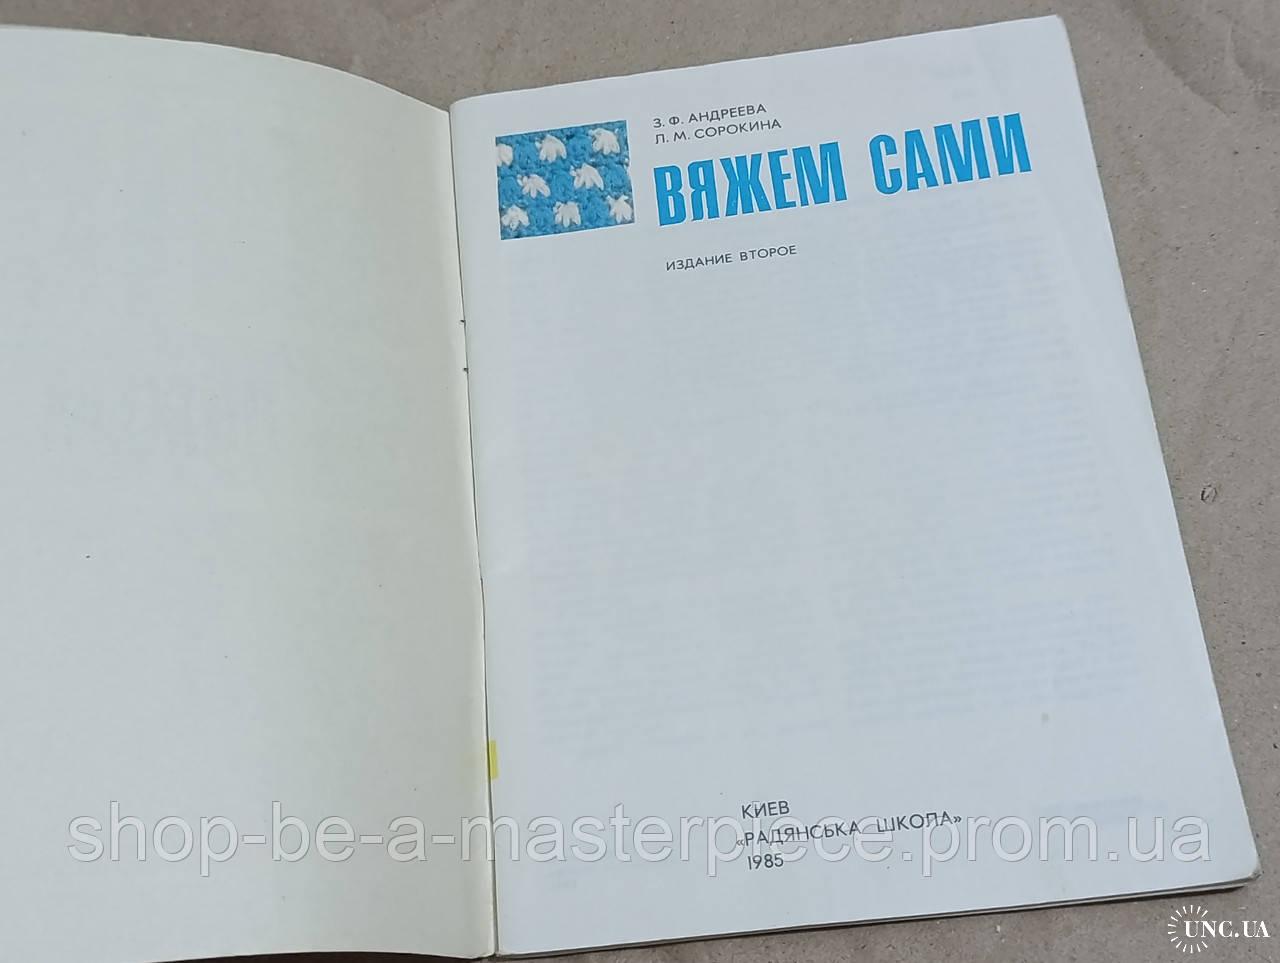 З. Ф. АНДРЕЕВА
Л. М. СОРОКИНА
ВЯЖЕМ САМИ
ИЗДАНИЕ ВТОРОЕ
КИЕВ
«РАДЯНСЬКА ШКОЛА»
1985
shop-be-a-masterpiece.prom.ua
UNC.UA